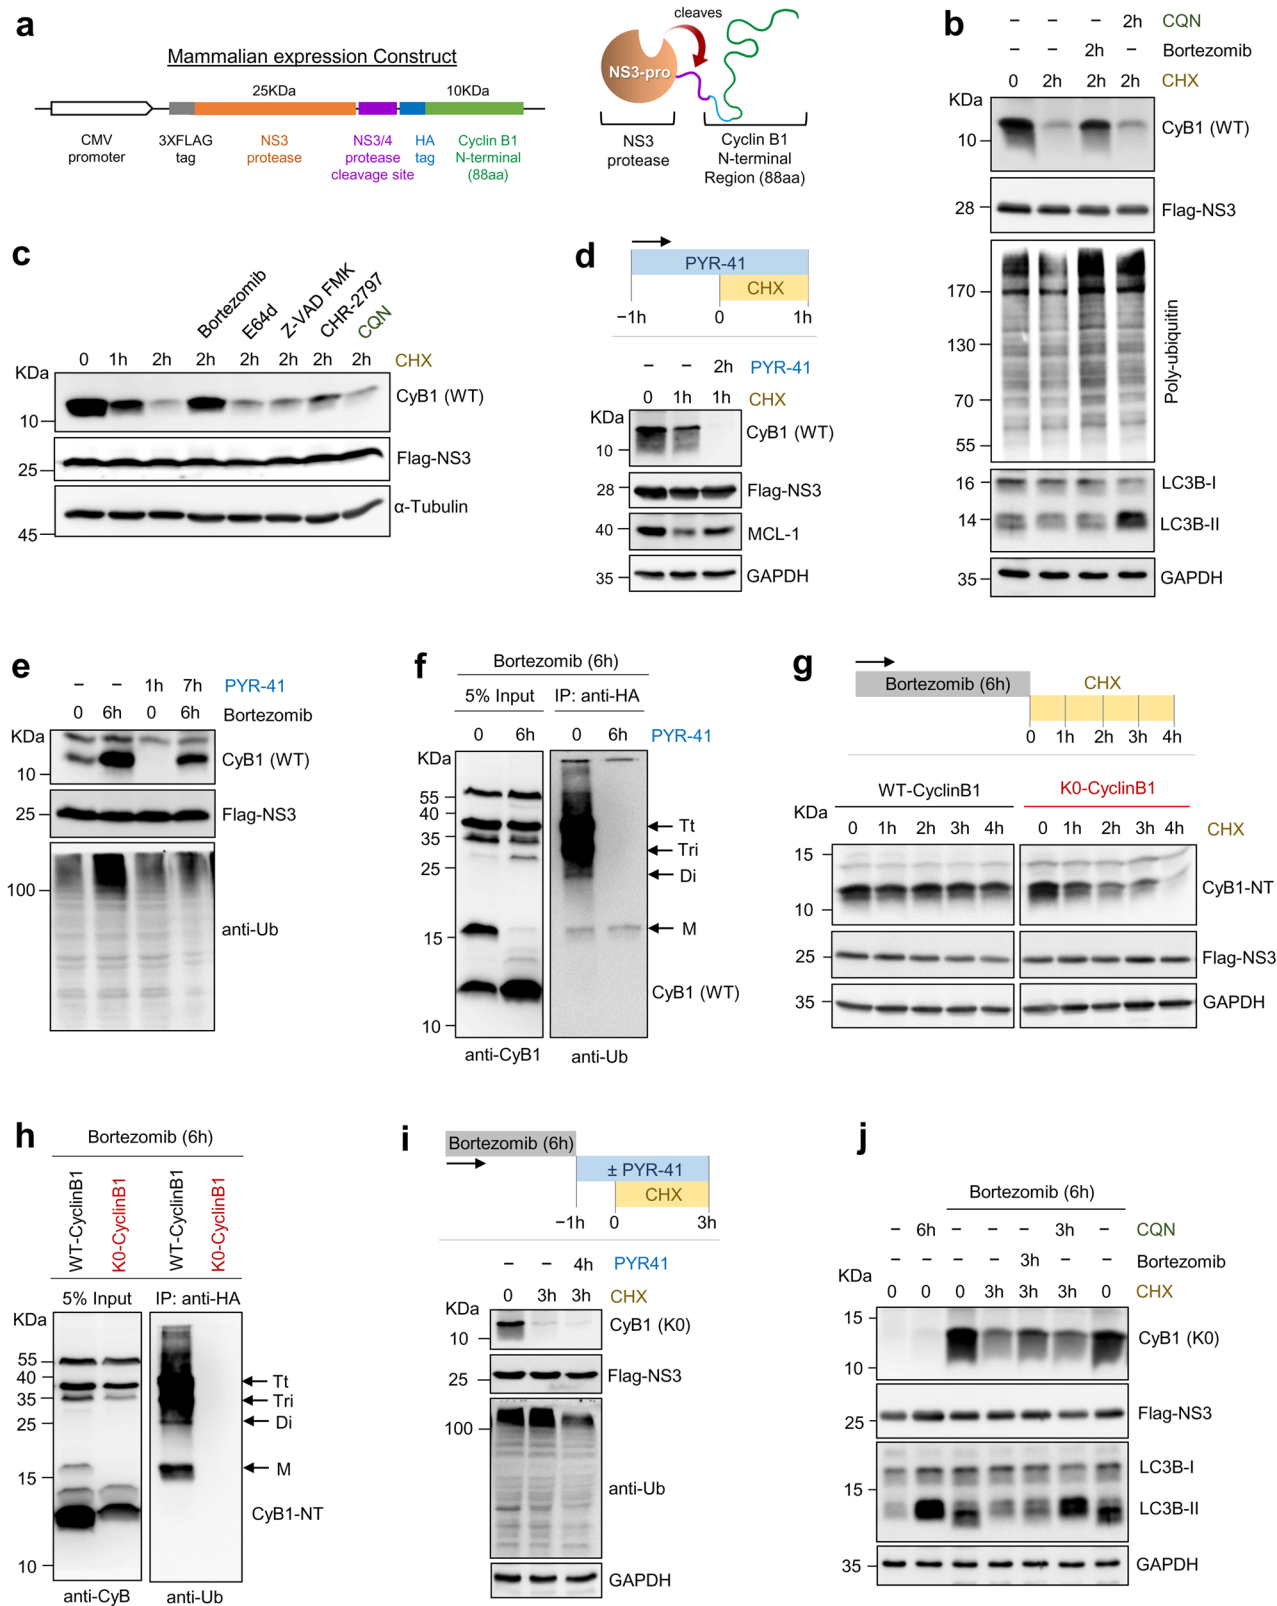 a
Mammalian expression Construct
25KDa
10KDa
CMV
promoter
3XFLAG
tag
NS3
protease
NS3/4
protease
cleavage site
HA
tag
Cyclin B1
N-terminal
(88aa)
cleaves
NS3-pro
NS3
protease
Cyclin B1
N-terminal
Region (88aa)
b
– – – 2h CQN
– – 2h – Bortezomib
0 2h 2h 2h CHX
KDa
10
CyB1 (WT)
28
Flag-NS3
170
130
70
55
Poly-ubiquitin
16
LC3B-I
14
LC3B-II
35
GAPDH
c
Bortezomib
E64d
Z-VAD FMK
CHR-2797
CQN
0 1h 2h 2h 2h 2h 2h 2h CHX
KDa
CyB1 (WT)
10
Flag-NS3
25
α-Tubulin
45
d
PYR-41
CHX
−1h 0 1h
– – 2h PYR-41
0 1h 1h CHX
KDa
CyB1 (WT)
10
28
Flag-NS3
40
MCL-1
35
GAPDH
e
– – 1h 7h PYR-41
0 6h 0 6h Bortezomib
KDa
CyB1 (WT)
10
25
Flag-NS3
100
anti-Ub
f
Bortezomib (6h)
5% Input IP: anti-HA
0 6h 0 6h PYR-41
KDa
55
40
35
25
15
10
Tt
Tri
Di
M
CyB1 (WT)
anti-CyB1 anti-Ub
g
Bortezomib (6h)
CHX
0 1h 2h 3h 4h
WT-CyclinB1 K0-CyclinB1
KDa
0 1h 2h 3h 4h 0 1h 2h 3h 4h CHX
15
CyB1-NT
10
25
Flag-NS3
35
GAPDH
h
Bortezomib (6h)
WT-CyclinB1
K0-CyclinB1
WT-CyclinB1
K0-CyclinB1
5% Input IP: anti-HA
KDa
55
40
35
25
15
10
Tt
Tri
Di
M
CyB1-NT
anti-CyB anti-Ub
i
Bortezomib (6h)
± PYR-41
CHX
−1h 0 3h
– – 4h PYR41
0 3h 3h CHX
KDa
CyB1 (K0)
10
25
Flag-NS3
100
anti-Ub
GAPDH
j
Bortezomib (6h)
– 6h – – – 3h – CQN
– – – – 3h – – Bortezomib
0 0 0 3h 3h 3h 0 CHX
KDa
15
CyB1 (K0)
10
25
Flag-NS3
LC3B-I
15
LC3B-II
35
GAPDH